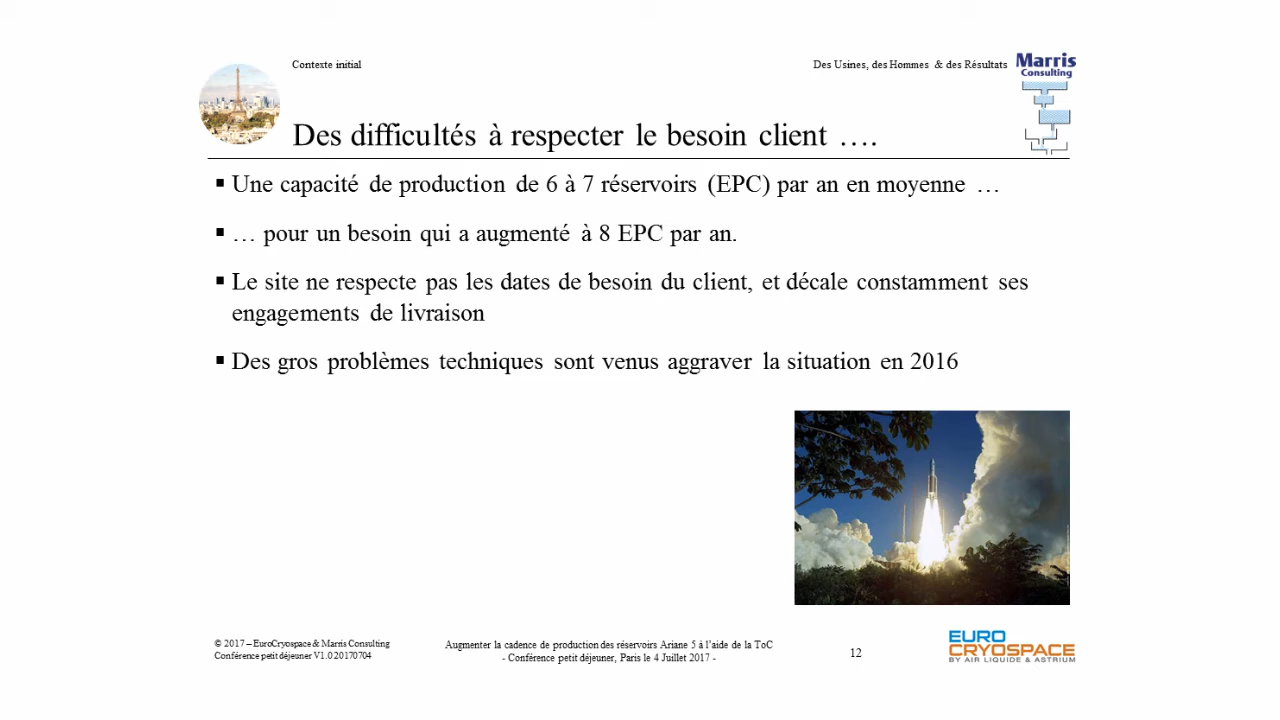 Contexte initial
Des Usines, des Hommes & des Résultats
Marris
Consulting
Des difficultés à respecter le besoin client ….
▪ Une capacité de production de 6 à 7 réservoirs (EPC) par an en moyenne …
▪ … pour un besoin qui a augmenté à 8 EPC par an.
▪ Le site ne respecte pas les dates de besoin du client, et décale constamment ses
engagements de livraison
▪ Des gros problèmes techniques sont venus aggraver la situation en 2016
© 2017 – EuroCryospace & Marris Consulting
Conférence petit déjeuner V1.0 20170704
Augmenter la cadence de production des réservoirs Ariane 5 à l'aide de la ToC
- Conférence petit déjeuner, Paris le 4 Juillet 2017 -
12
EURO
CRYOSPACE
BY AIR LIQUIDE & ASTRIUM